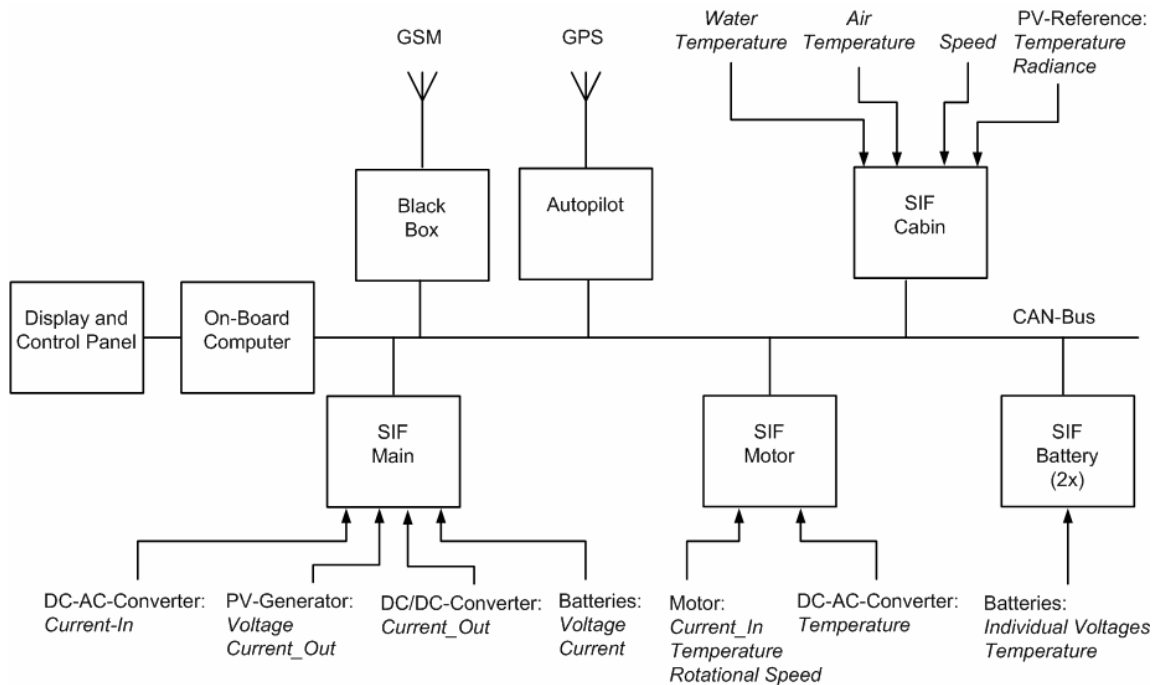 GSM
GPS
Water
Temperature
Air
Temperature
Speed
PV-Reference:
Temperature
Radiance
Black
Box
Autopilot
SIF
Cabin
Display and
Control Panel
On-Board
Computer
CAN-Bus
SIF
Main
SIF
Motor
SIF
Battery
(2x)
DC-AC-Converter:
Current-In
PV-Generator:
Voltage
Current_Out
DC/DC-Converter:
Current_Out
Batteries:
Voltage
Current
Motor:
Current_In
Temperature
Rotational Speed
DC-AC-Converter:
Temperature
Batteries:
Individual Voltages
Temperature